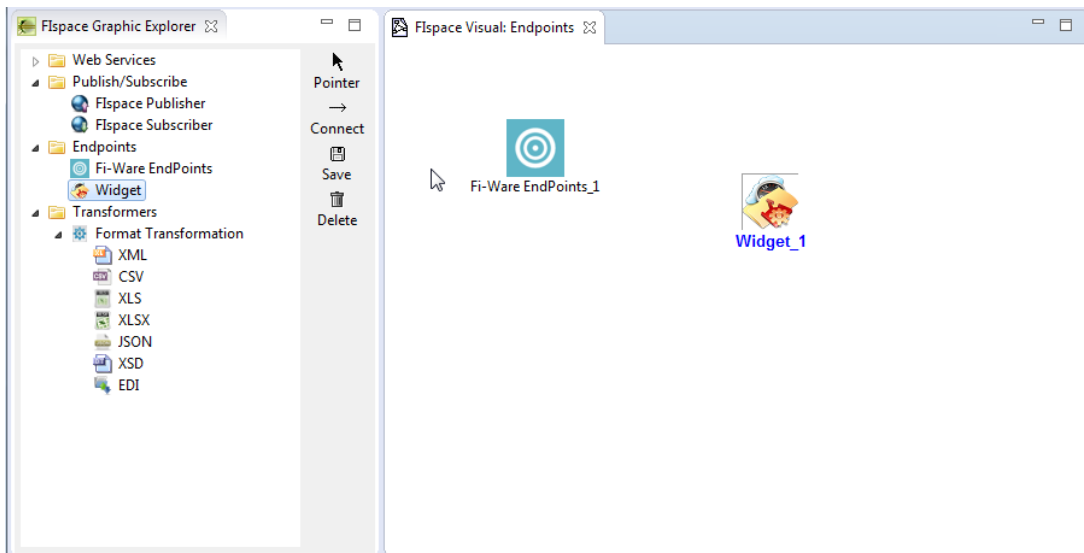 FIspace Graphic Explorer
Web Services
Publish/Subscribe
FIspace Publisher
FIspace Subscriber
Endpoints
Fi-Ware EndPoints
Widget
Transformers
Format Transformation
XML
CSV
XLS
XLSX
JSON
XSD
EDI
Pointer
Connect
Save
Delete
FIspace Visual: Endpoints
Fi-Ware EndPoints_1
Widget_1